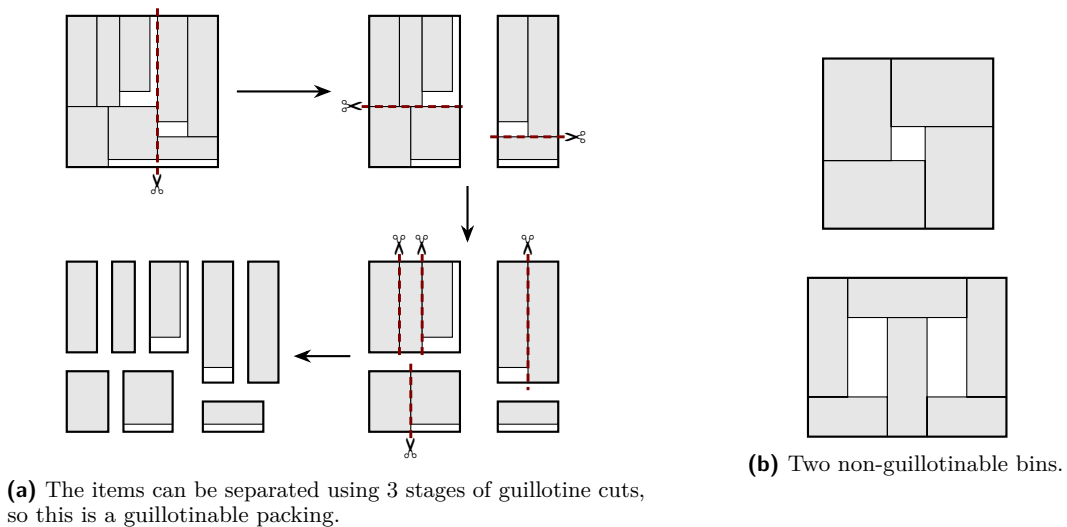 (a) The items can be separated using 3 stages of guillotine cuts,
so this is a guillotinable packing.
(b) Two non-guillotinable bins.